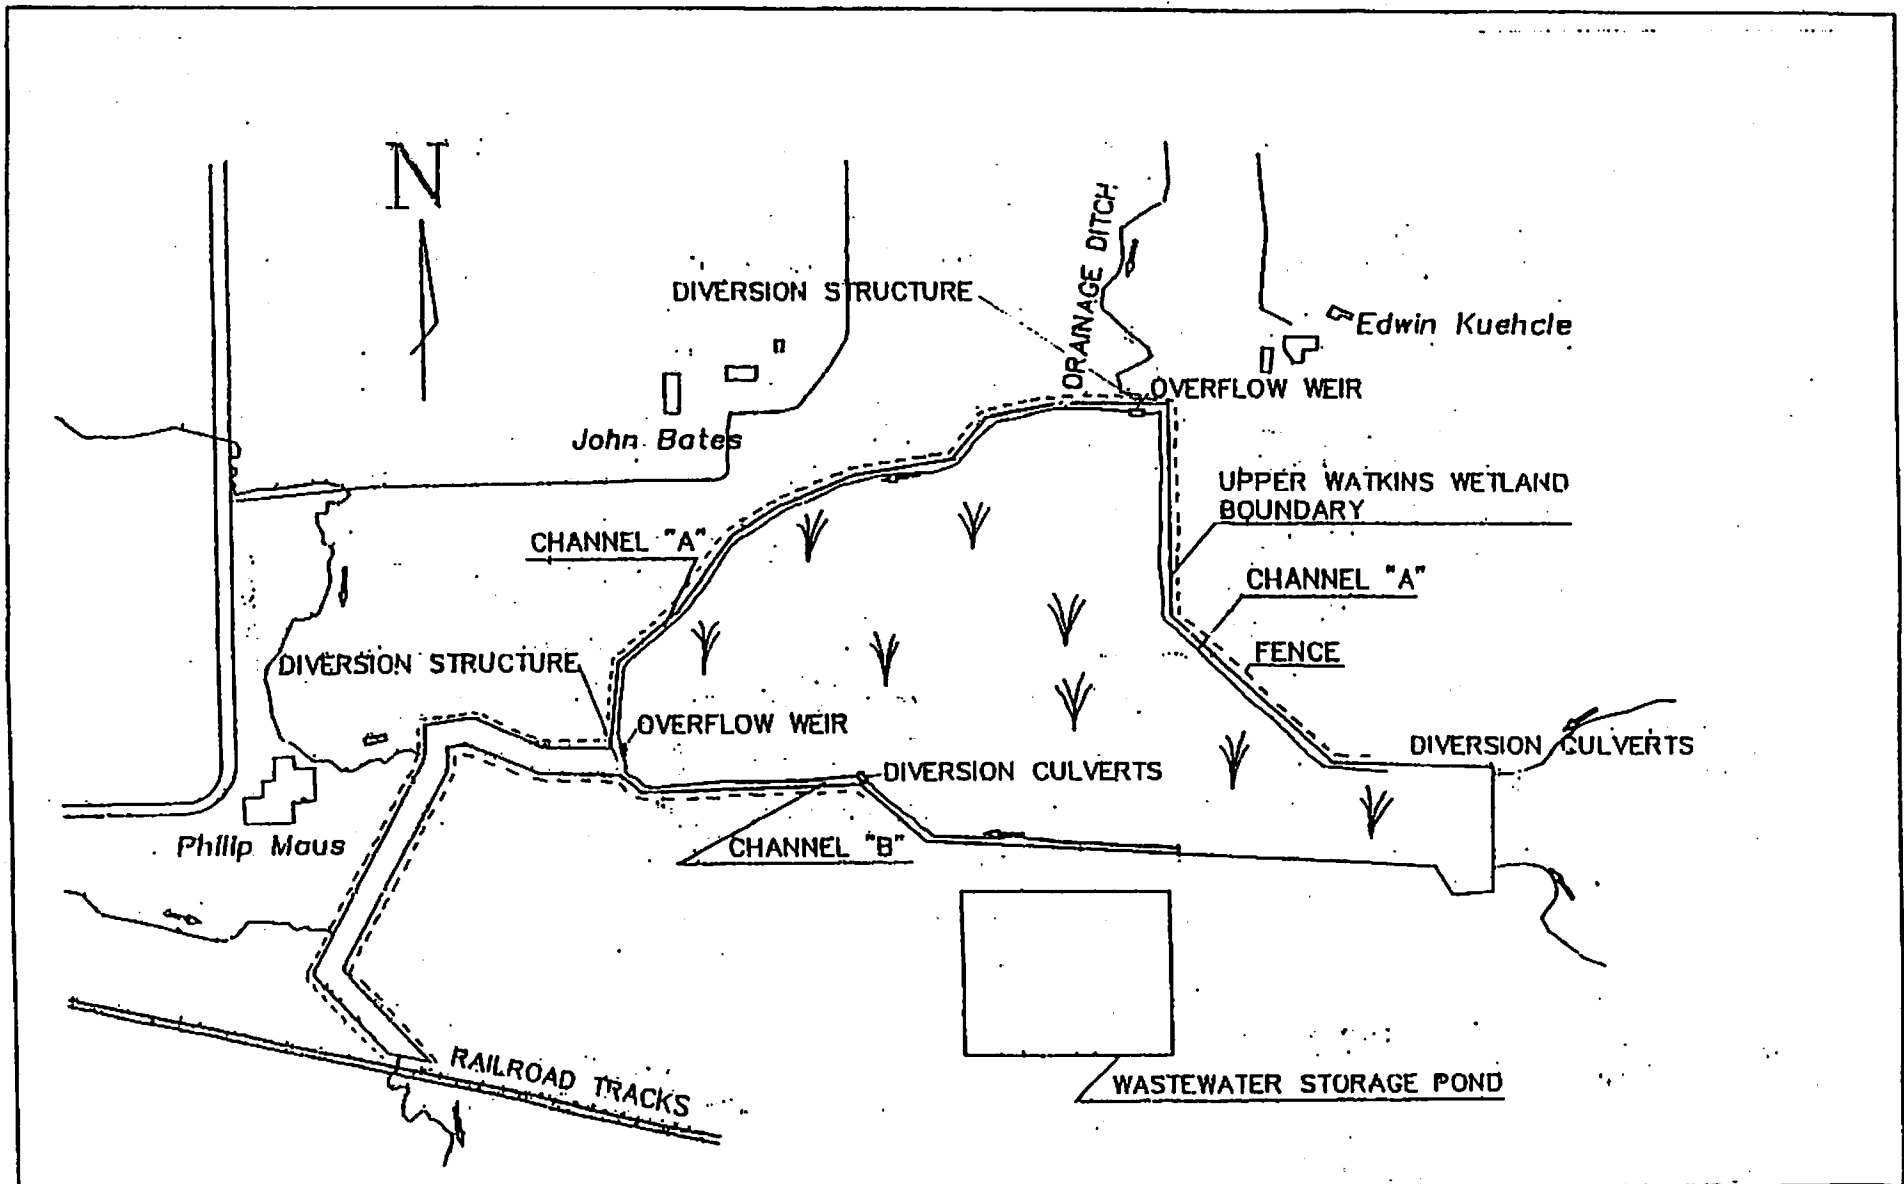 N
DRAINAGE DITCH
DIVERSION STRUCTURE
Edwin Kuehcle
OVERFLOW WEIR
John Bates
UPPER WATKINS WETLAND
BOUNDARY
CHANNEL "A"
CHANNEL "A"
FENCE
DIVERSION STRUCTURE
OVERFLOW WEIR
DIVERSION CULVERTS
DIVERSION CULVERTS
Philip Maus
CHANNEL "B"
RAILROAD TRACKS
WASTEWATER STORAGE POND